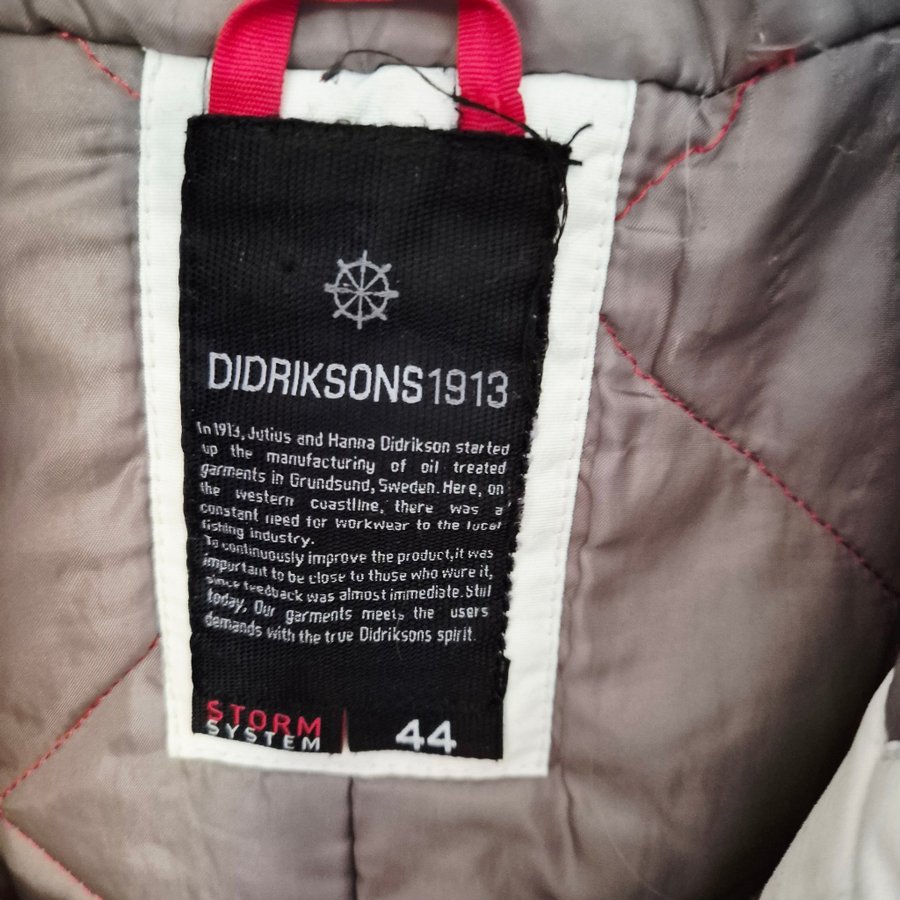 DIDRIKSONS1913
In 1913, Julius and Hanna Didrikson started
up the manufacturing of oil treated
garments in Grundsund, Sweden. Here, on
the western coastline, there was a
constant need for workwear to the local
fishing industry.
To continuously improve the product, it was
important to be close to those who wore it,
since feedback was almost immediate. Still
today, Our garments meets the users
demands with the true Didriksons spirit.
STORM
SYSTEM
44